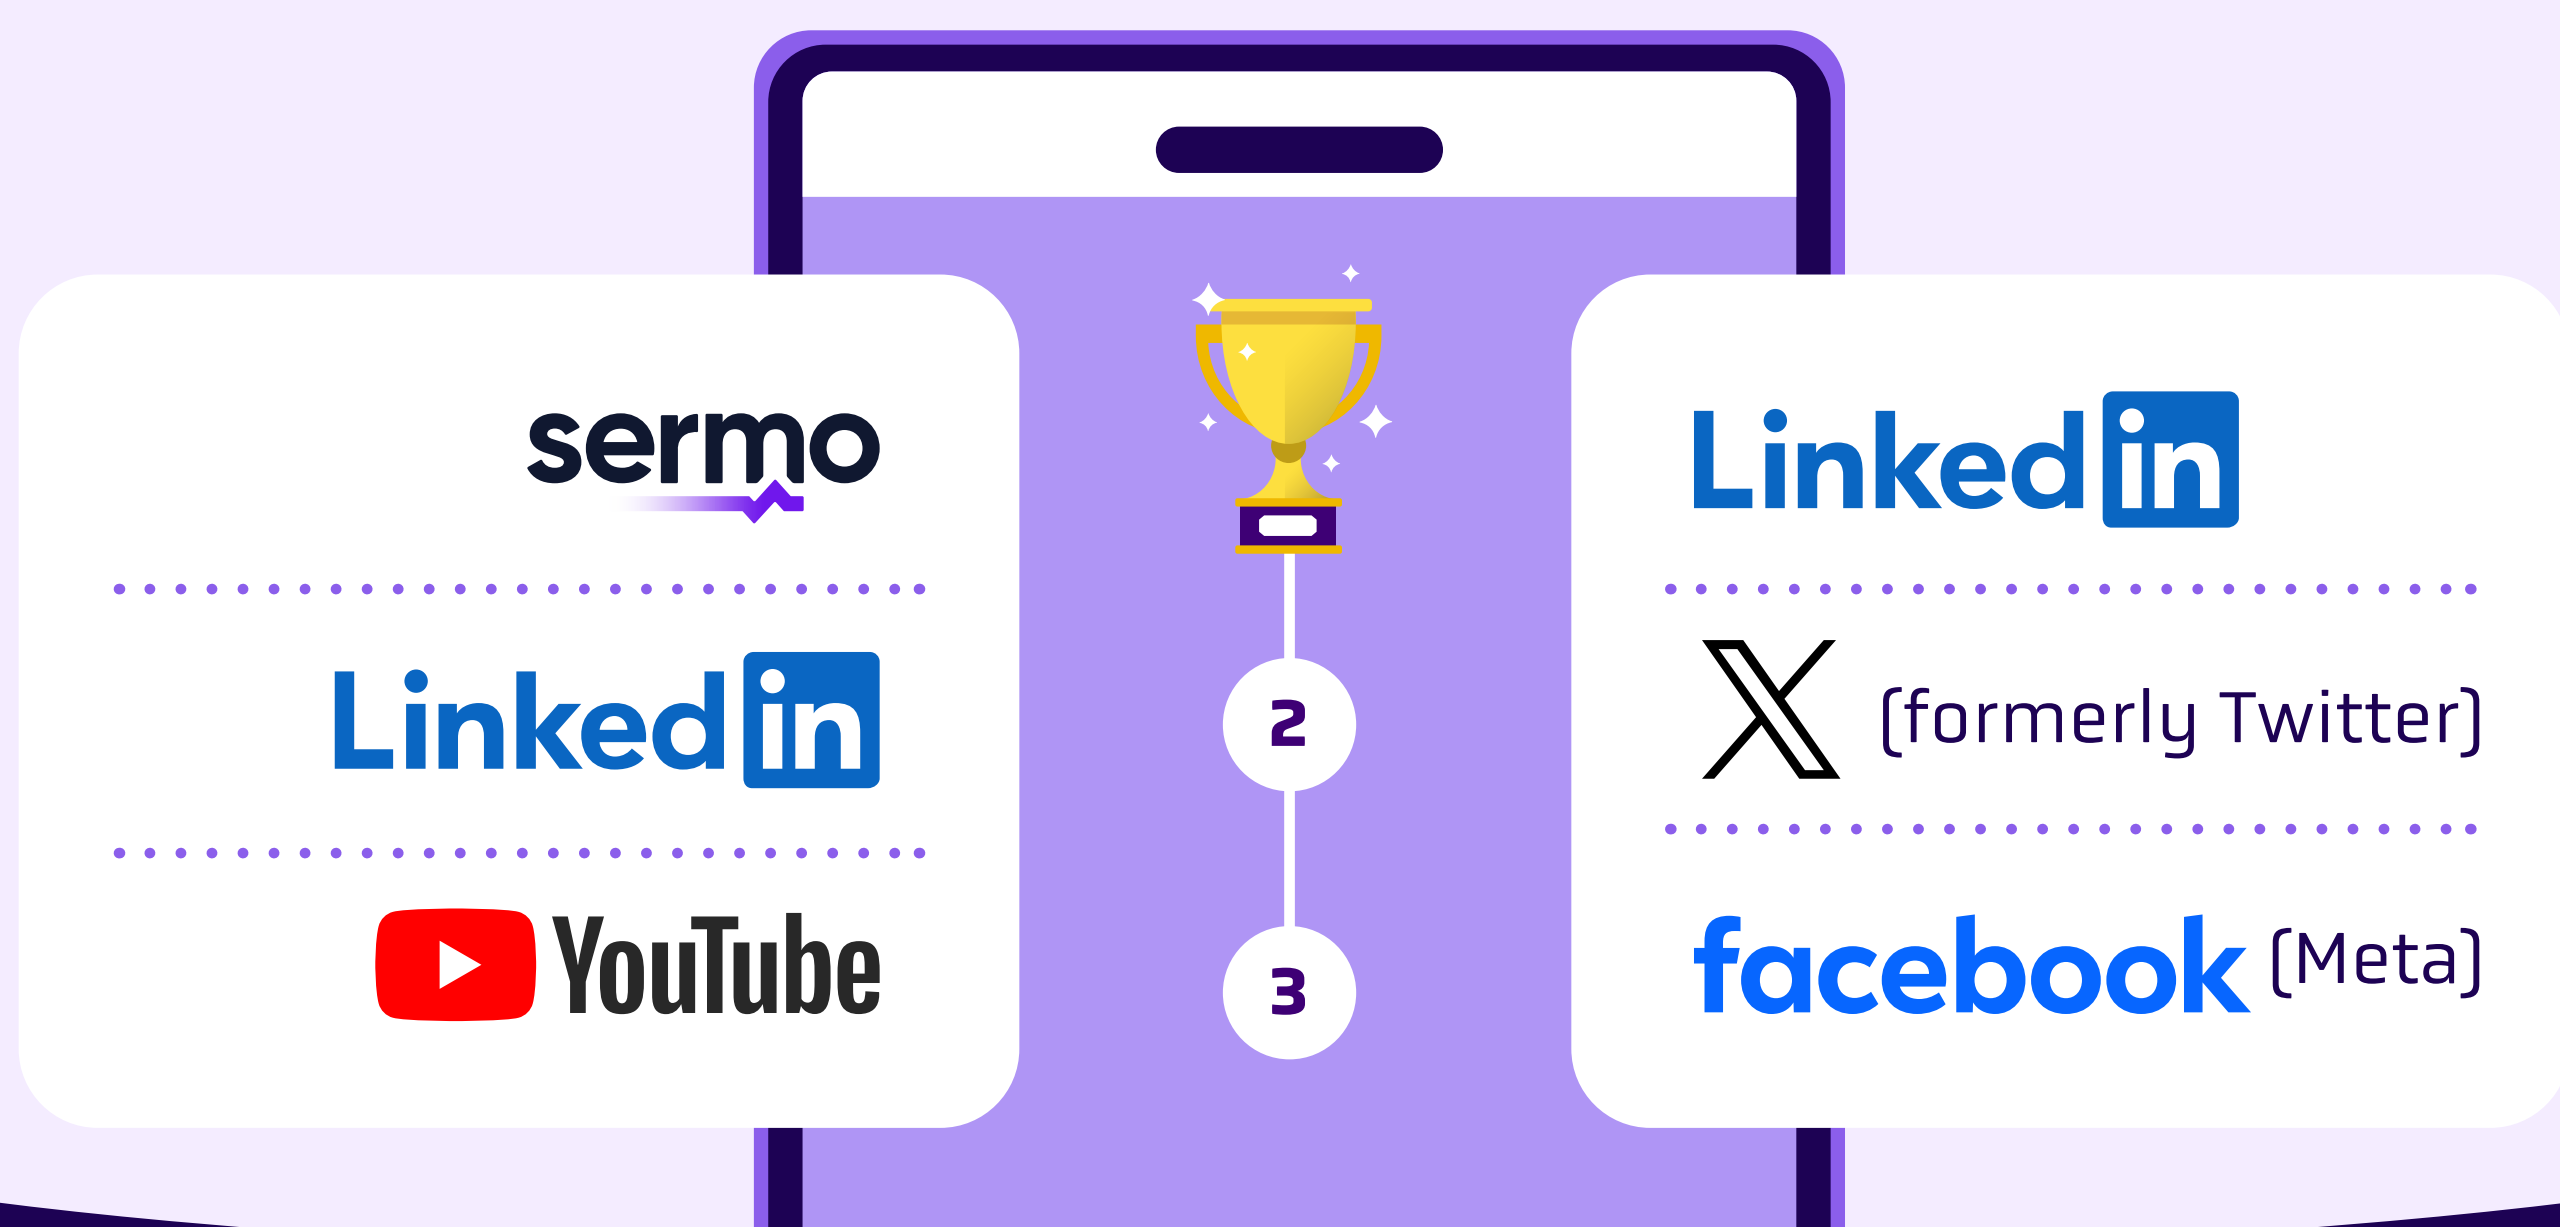 sermo
LinkedIn
YouTube
2
3
LinkedIn
X (formerly Twitter)
facebook (Meta)